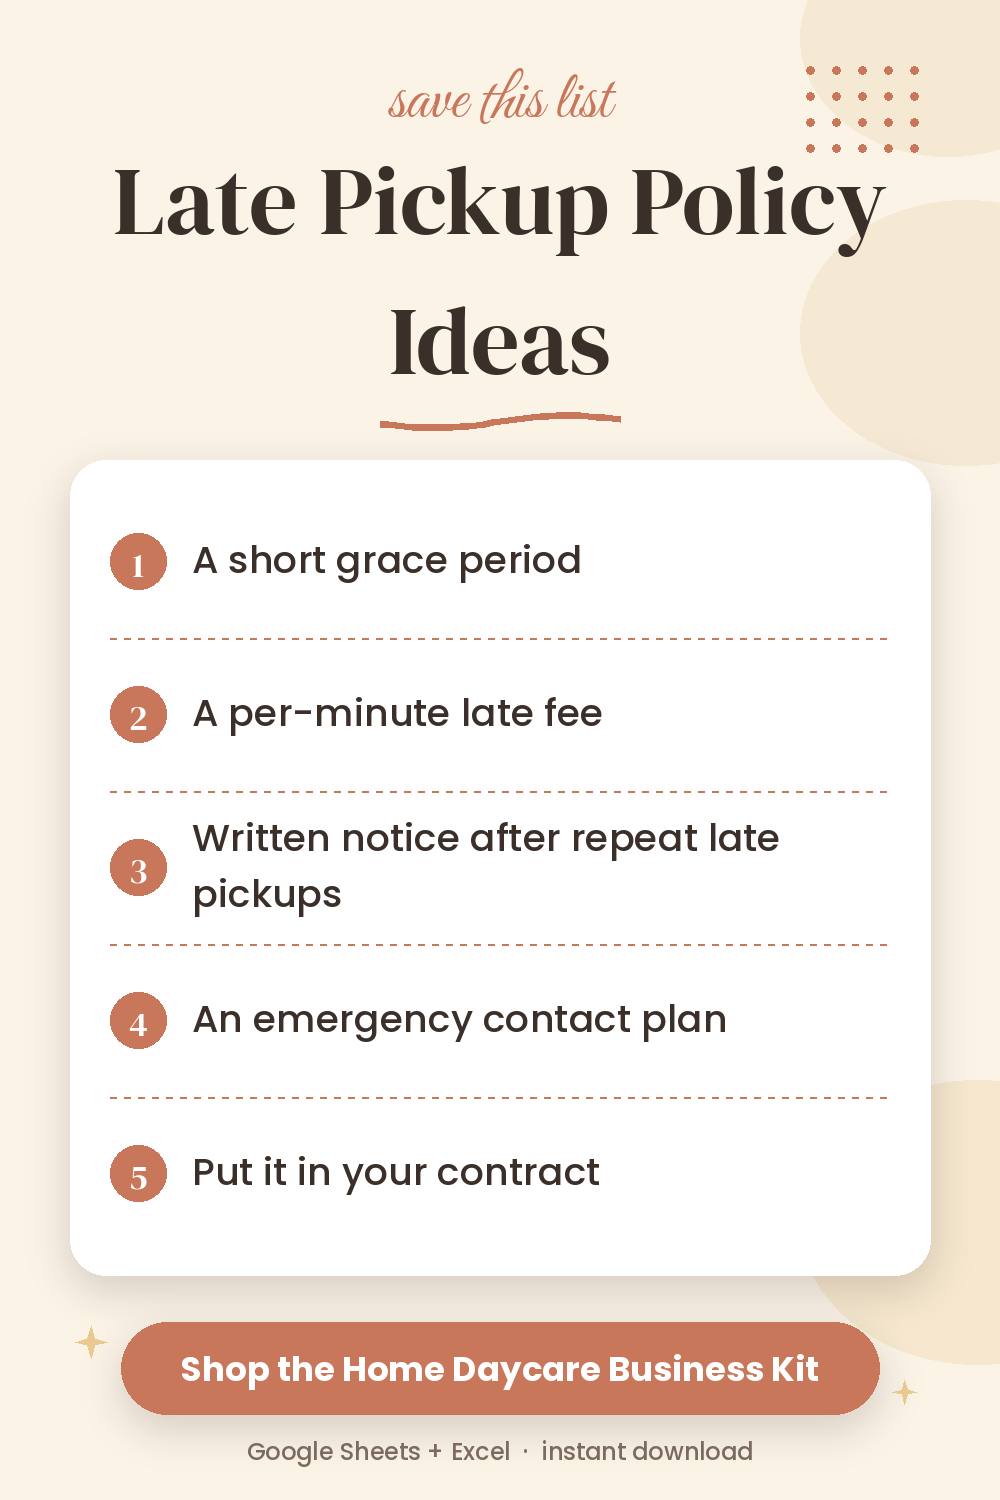 save this list
Late Pickup Policy
Ideas
1 A short grace period
2 A per-minute late fee
3 Written notice after repeat late
pickups
4 An emergency contact plan
5 Put it in your contract
Shop the Home Daycare Business Kit
Google Sheets + Excel · instant download